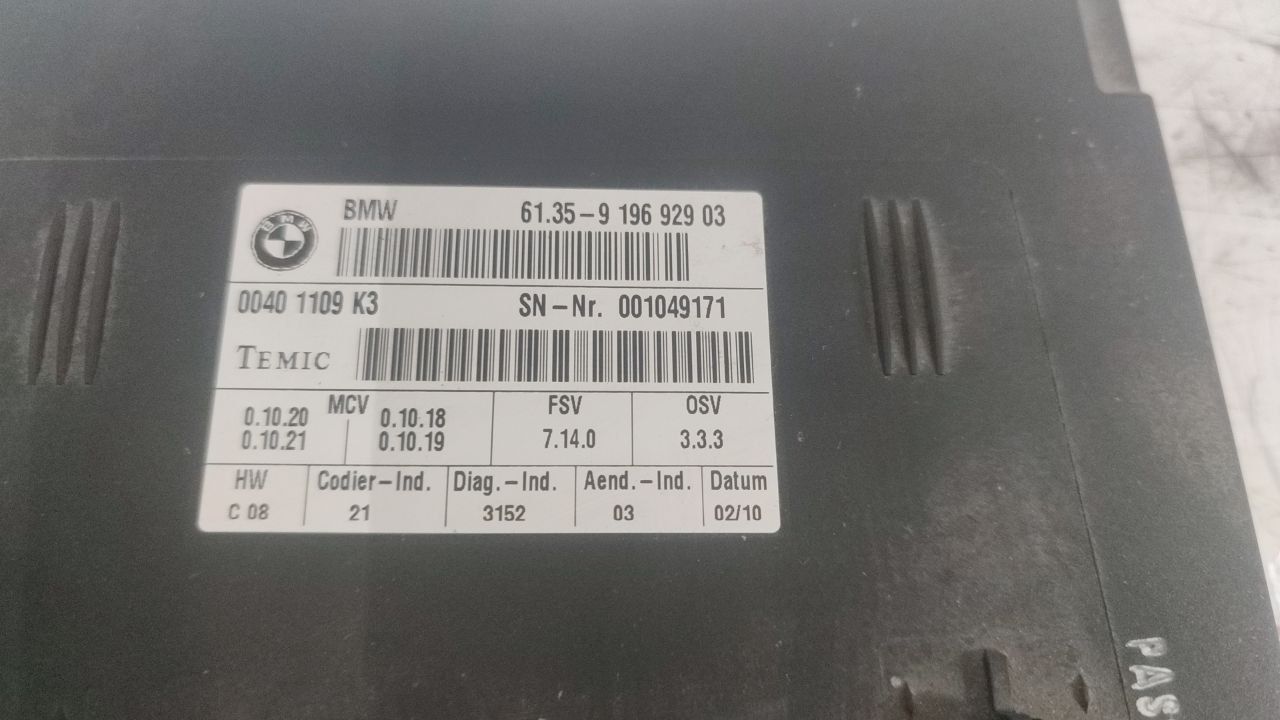 BMW 61.35-9 196 929 03
BMW
0040 1109 K3 SN-Nr. 001049171
TEMIC
MCV FSV OSV
0.10.20 0.10.18
0.10.21 0.10.19 7.14.0 3.3.3
HW Codier-Ind. Diag.-Ind. Aend.-Ind. Datum
C 08 21 3152 03 02/10
PAS